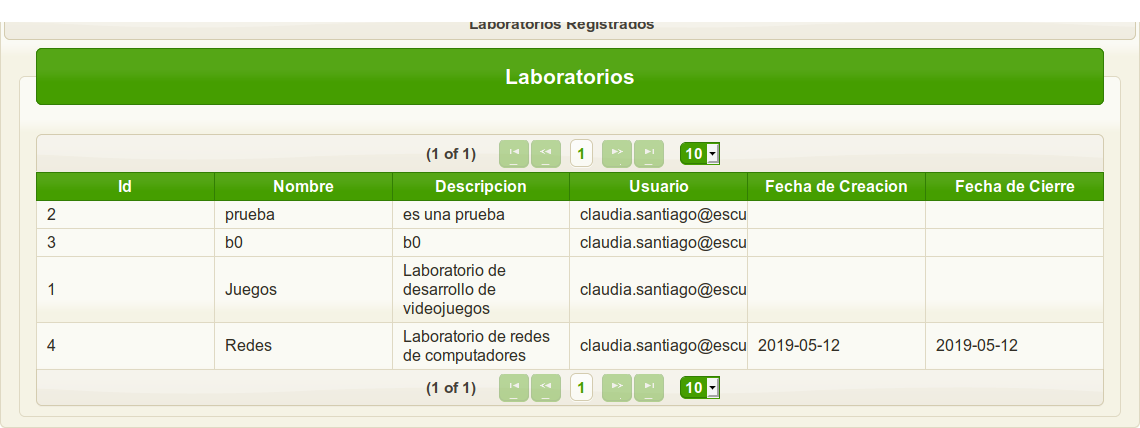 Laboratorios Registrados
Laboratorios
(1 of 1) 1 10
Id Nombre Descripcion Usuario Fecha de Creacion Fecha de Cierre
2 prueba es una prueba claudia.santiago@escu
3 b0 b0 claudia.santiago@escu
1 Juegos Laboratorio de desarrollo de videojuegos claudia.santiago@escu
4 Redes Laboratorio de redes de computadores claudia.santiago@escu 2019-05-12 2019-05-12
(1 of 1) 1 10